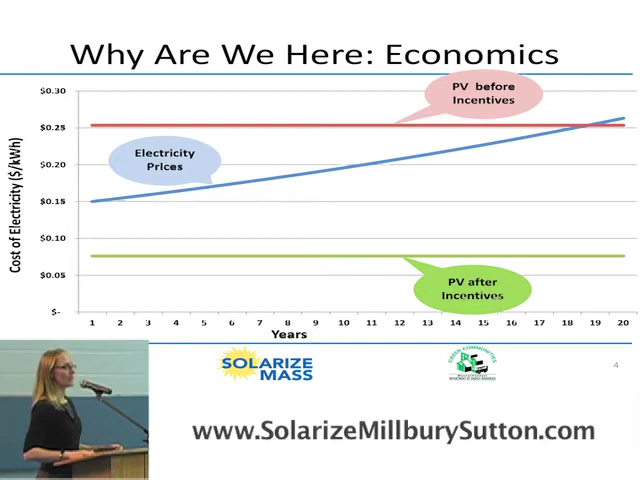 Why Are We Here: Economics
PV before
Incentives
$0.30
$0.25
$0.20
$0.15
$0.10
$0.05
$-
Cost of Electricity ($/kWh)
Electricity
Prices
PV after
Incentives
1 2 3 4 5 6 7 8 9 10 11 12 13 14 15 16 17 18 19 20
Years
SOLARIZE
MASS
GREEN COMMUNITIES
4
www.SolarizeMillburySutton.com